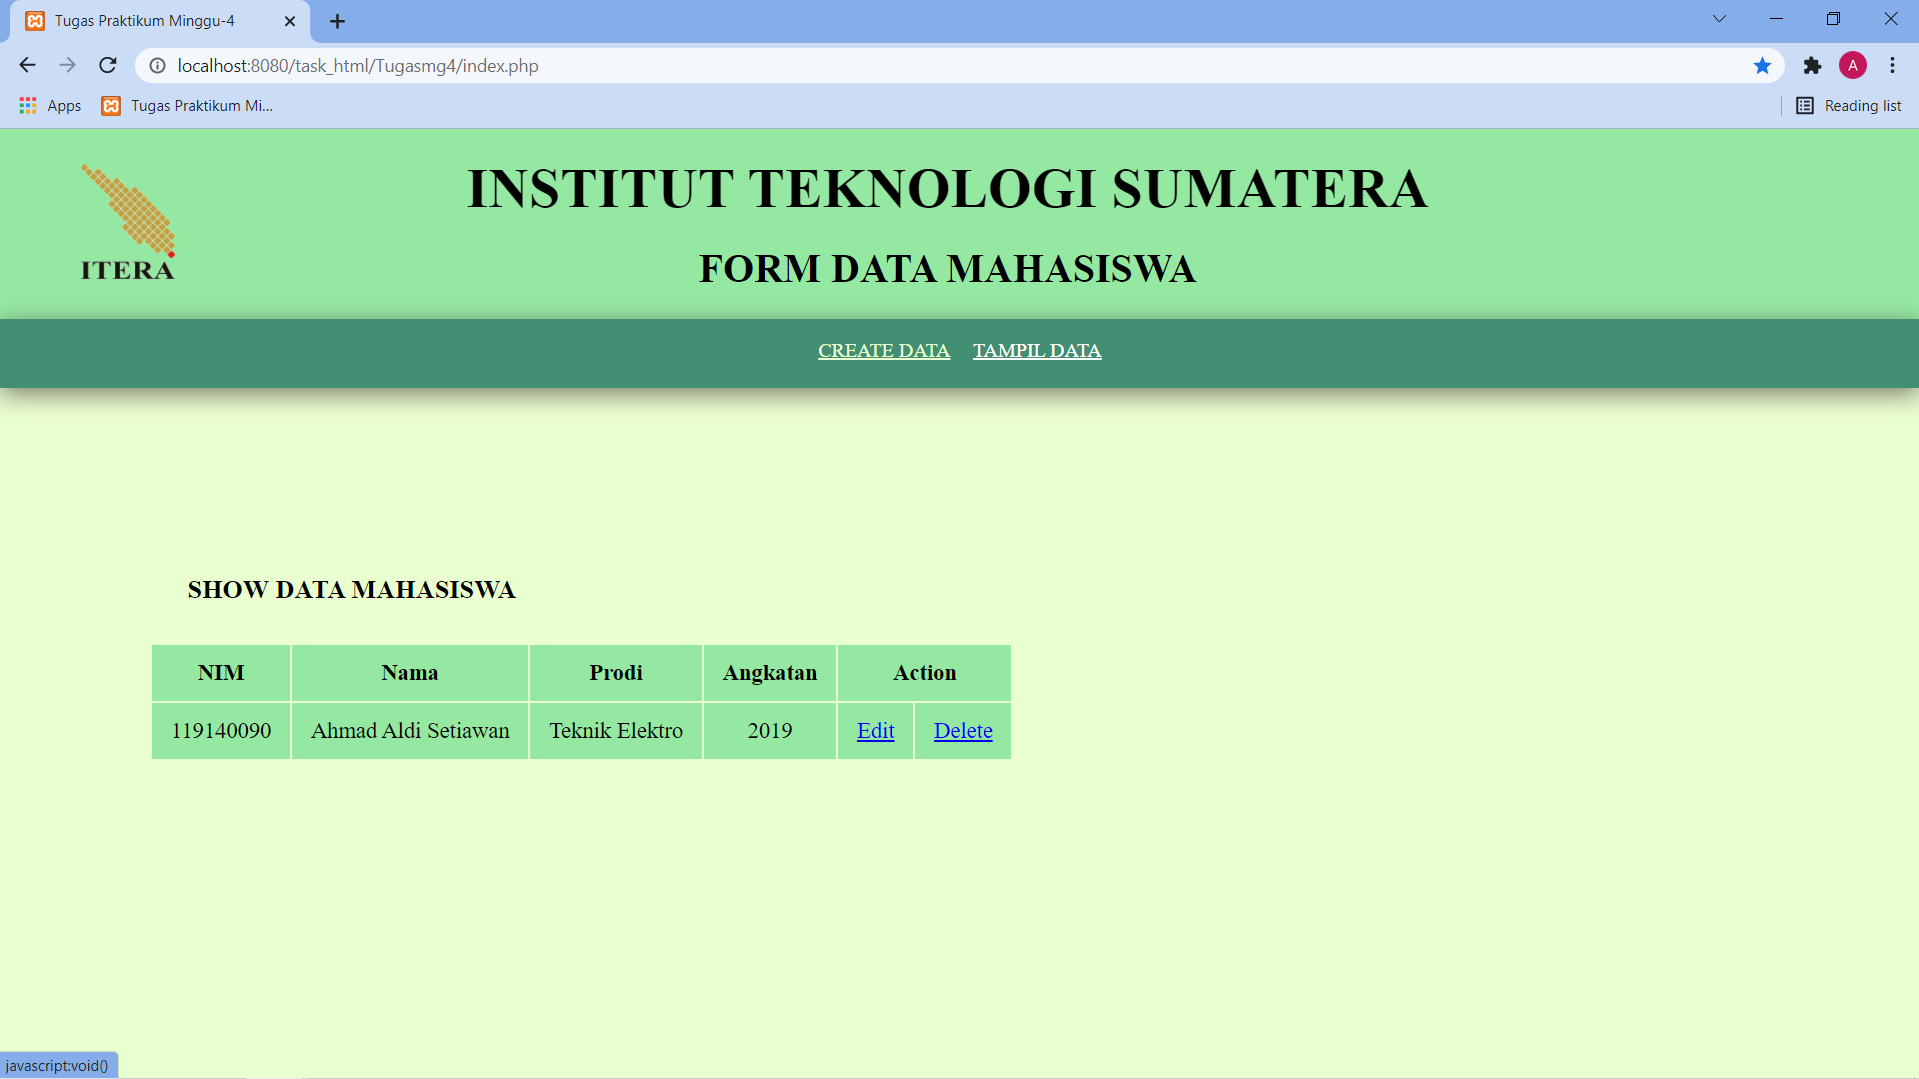 Tugas Praktikum Minggu-4
localhost:8080/task_html/Tugasmg4/index.php
A
Apps
Tugas Praktikum Mi...
Reading list
ITERA
INSTITUT TEKNOLOGI SUMATERA
FORM DATA MAHASISWA
CREATE DATA TAMPIL DATA
SHOW DATA MAHASISWA
NIM Nama Prodi Angkatan Action
119140090 Ahmad Aldi Setiawan Teknik Elektro 2019 Edit Delete
javascript:void()